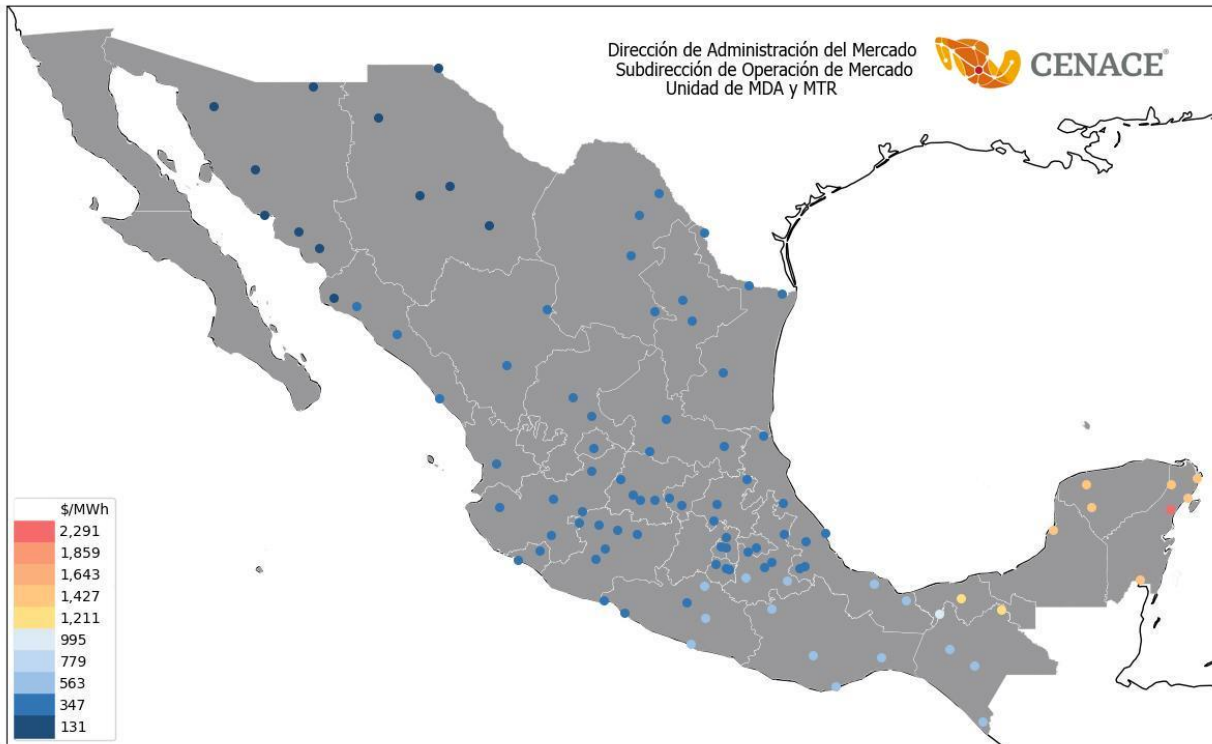 Dirección de Administración del Mercado
Subdirección de Operación de Mercado
Unidad de MDA y MTR
CENACE®
$/MWh
2,291
1,859
1,643
1,427
1,211
995
779
563
347
131